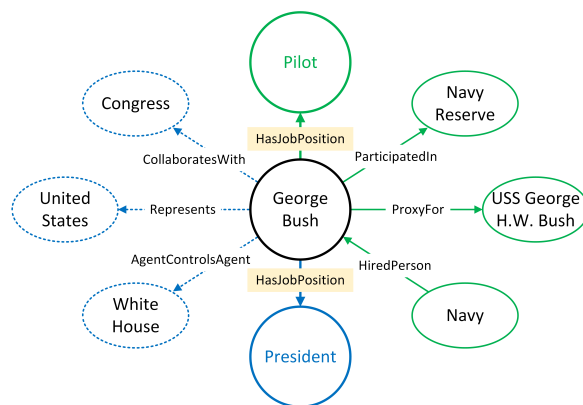 Pilot
Congress
Navy
Reserve
HasJobPosition
CollaboratesWith
ParticipatedIn
United
States
Represents
George
Bush
ProxyFor
USS George
H.W. Bush
AgentControlsAgent
HiredPerson
HasJobPosition
White
House
Navy
President